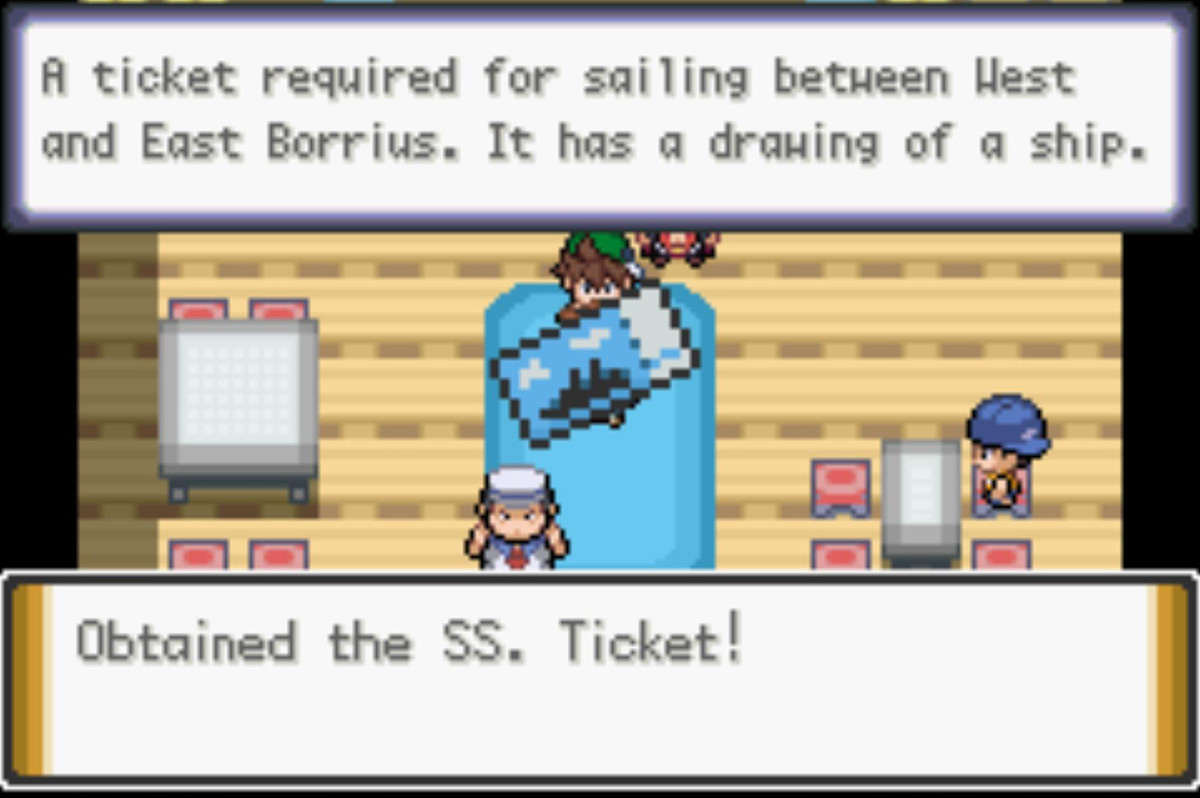 A ticket required for sailing between West
and East Borrius. It has a drawing of a ship.
Obtained the SS. Ticket!